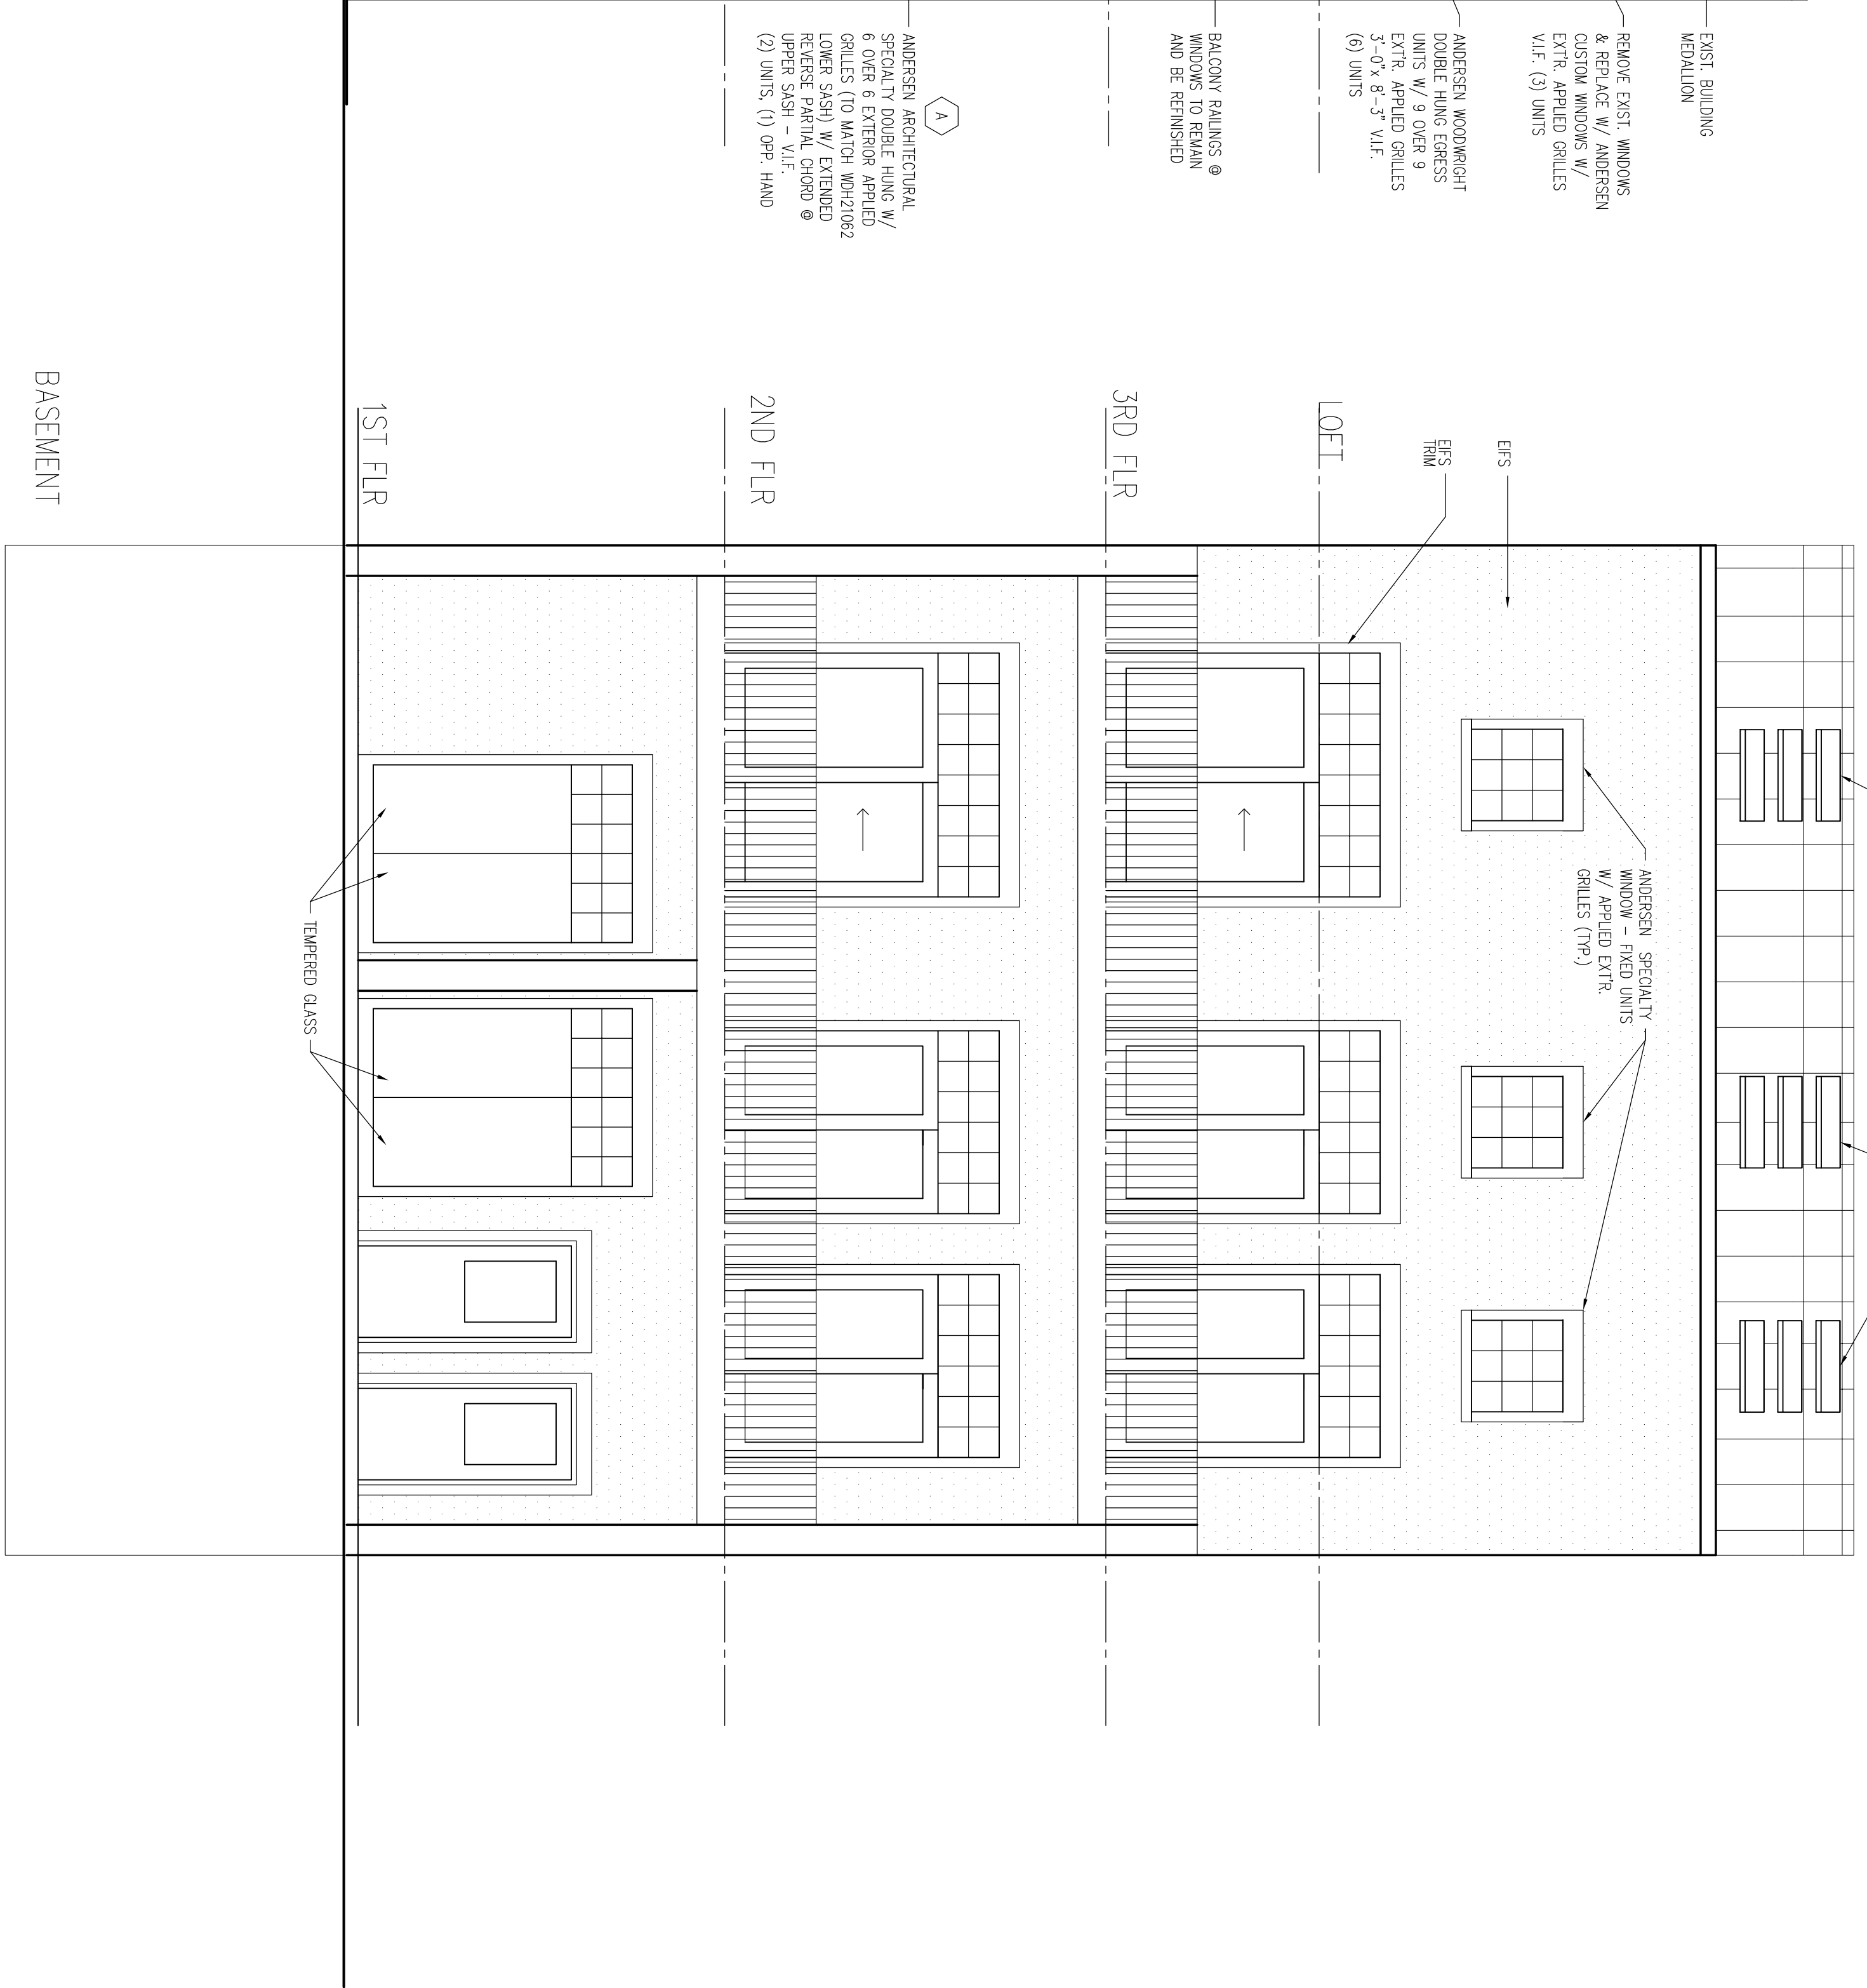 EXIST. BUILDING
MEDALLION
REMOVE EXIST. WINDOWS
& REPLACE W/ ANDERSEN
CUSTOM WINDOWS W/
EXT'R. APPLIED GRILLES
V.I.F. (3) UNITS
ANDERSEN WOODWRIGHT
DOUBLE HUNG EGRESS
UNITS W/ 9 OVER 9
EXT'R. APPLIED GRILLES
3'-0"x 8'-3" V.I.F.
(6) UNITS
BALCONY RAILINGS @
WINDOWS TO REMAIN
AND BE REFINISHED
A
ANDERSEN ARCHITECTURAL
SPECIALTY DOUBLE HUNG W/
6 OVER 6 EXTERIOR APPLIED
GRILLES (TO MATCH WDH21062
LOWER SASH) W/ EXTENDED
REVERSE PARTIAL CHORD @
UPPER SASH - V.I.F.
(2) UNITS, (1) OPP. HAND
EIFS
EIFS
TRIM
LOFT
3RD FLR
2ND FLR
1ST FLR
BASEMENT
ANDERSEN SPECIALTY
WINDOW - FIXED UNITS
W/ APPLIED EXT'R.
GRILLES (TYP.)
TEMPERED GLASS